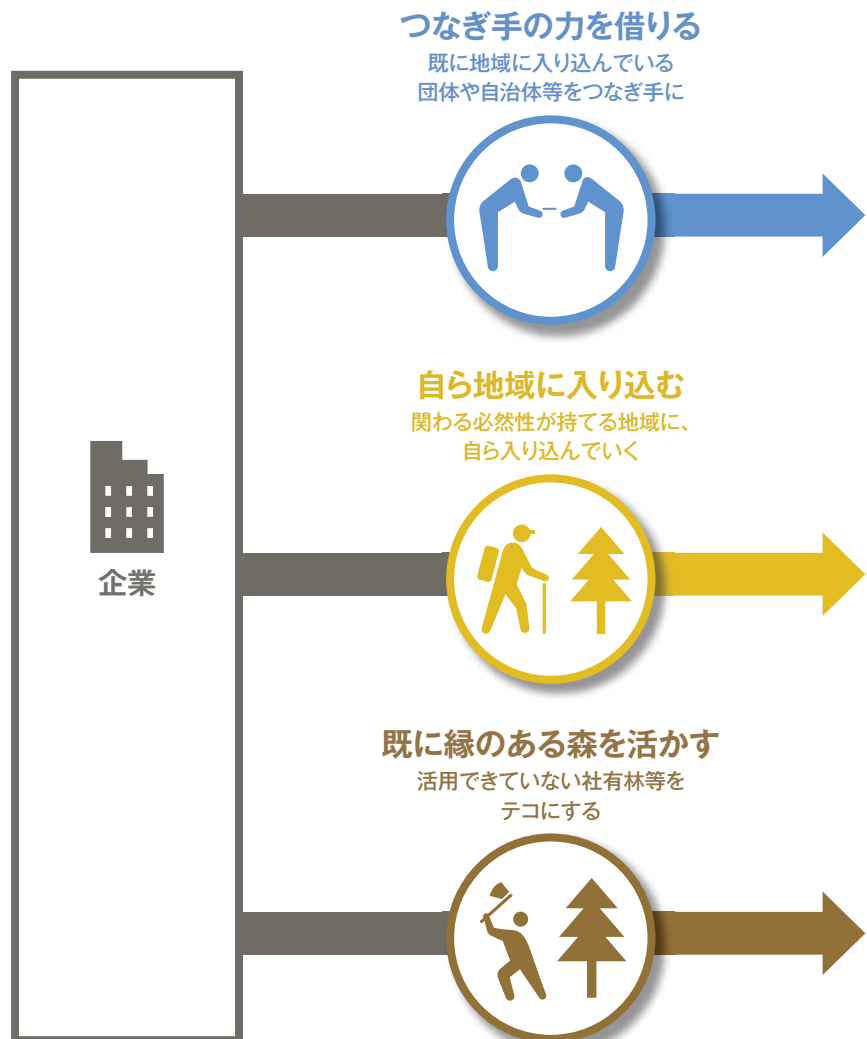 つなぎ手の力を借りる
既に地域に入り込んでいる
団体や自治体等をつなぎ手に
自ら地域に入り込む
関わる必然性が持てる地域に、
自ら入り込んでいく
企業
既に縁のある森を活かす
活用できていない社有林等を
テコにする